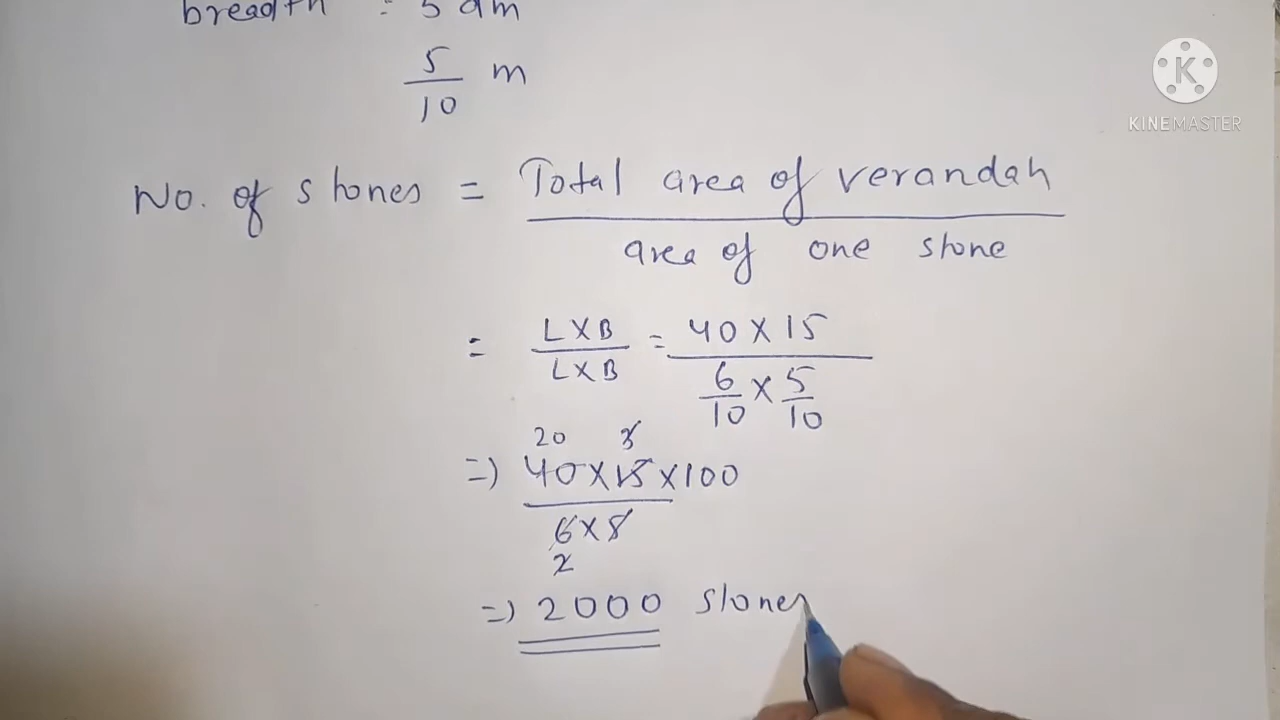 breadth = 5 dm
5/10 m
K
KINEMASTER
No. of stones = Total area of verandah / area of one stone
= L X B / L X B = 40 X 15 / 6/10 X 5/10
20 3
=) 40 X 15 X 100 / 6 X 5
2
=) 2000 stones